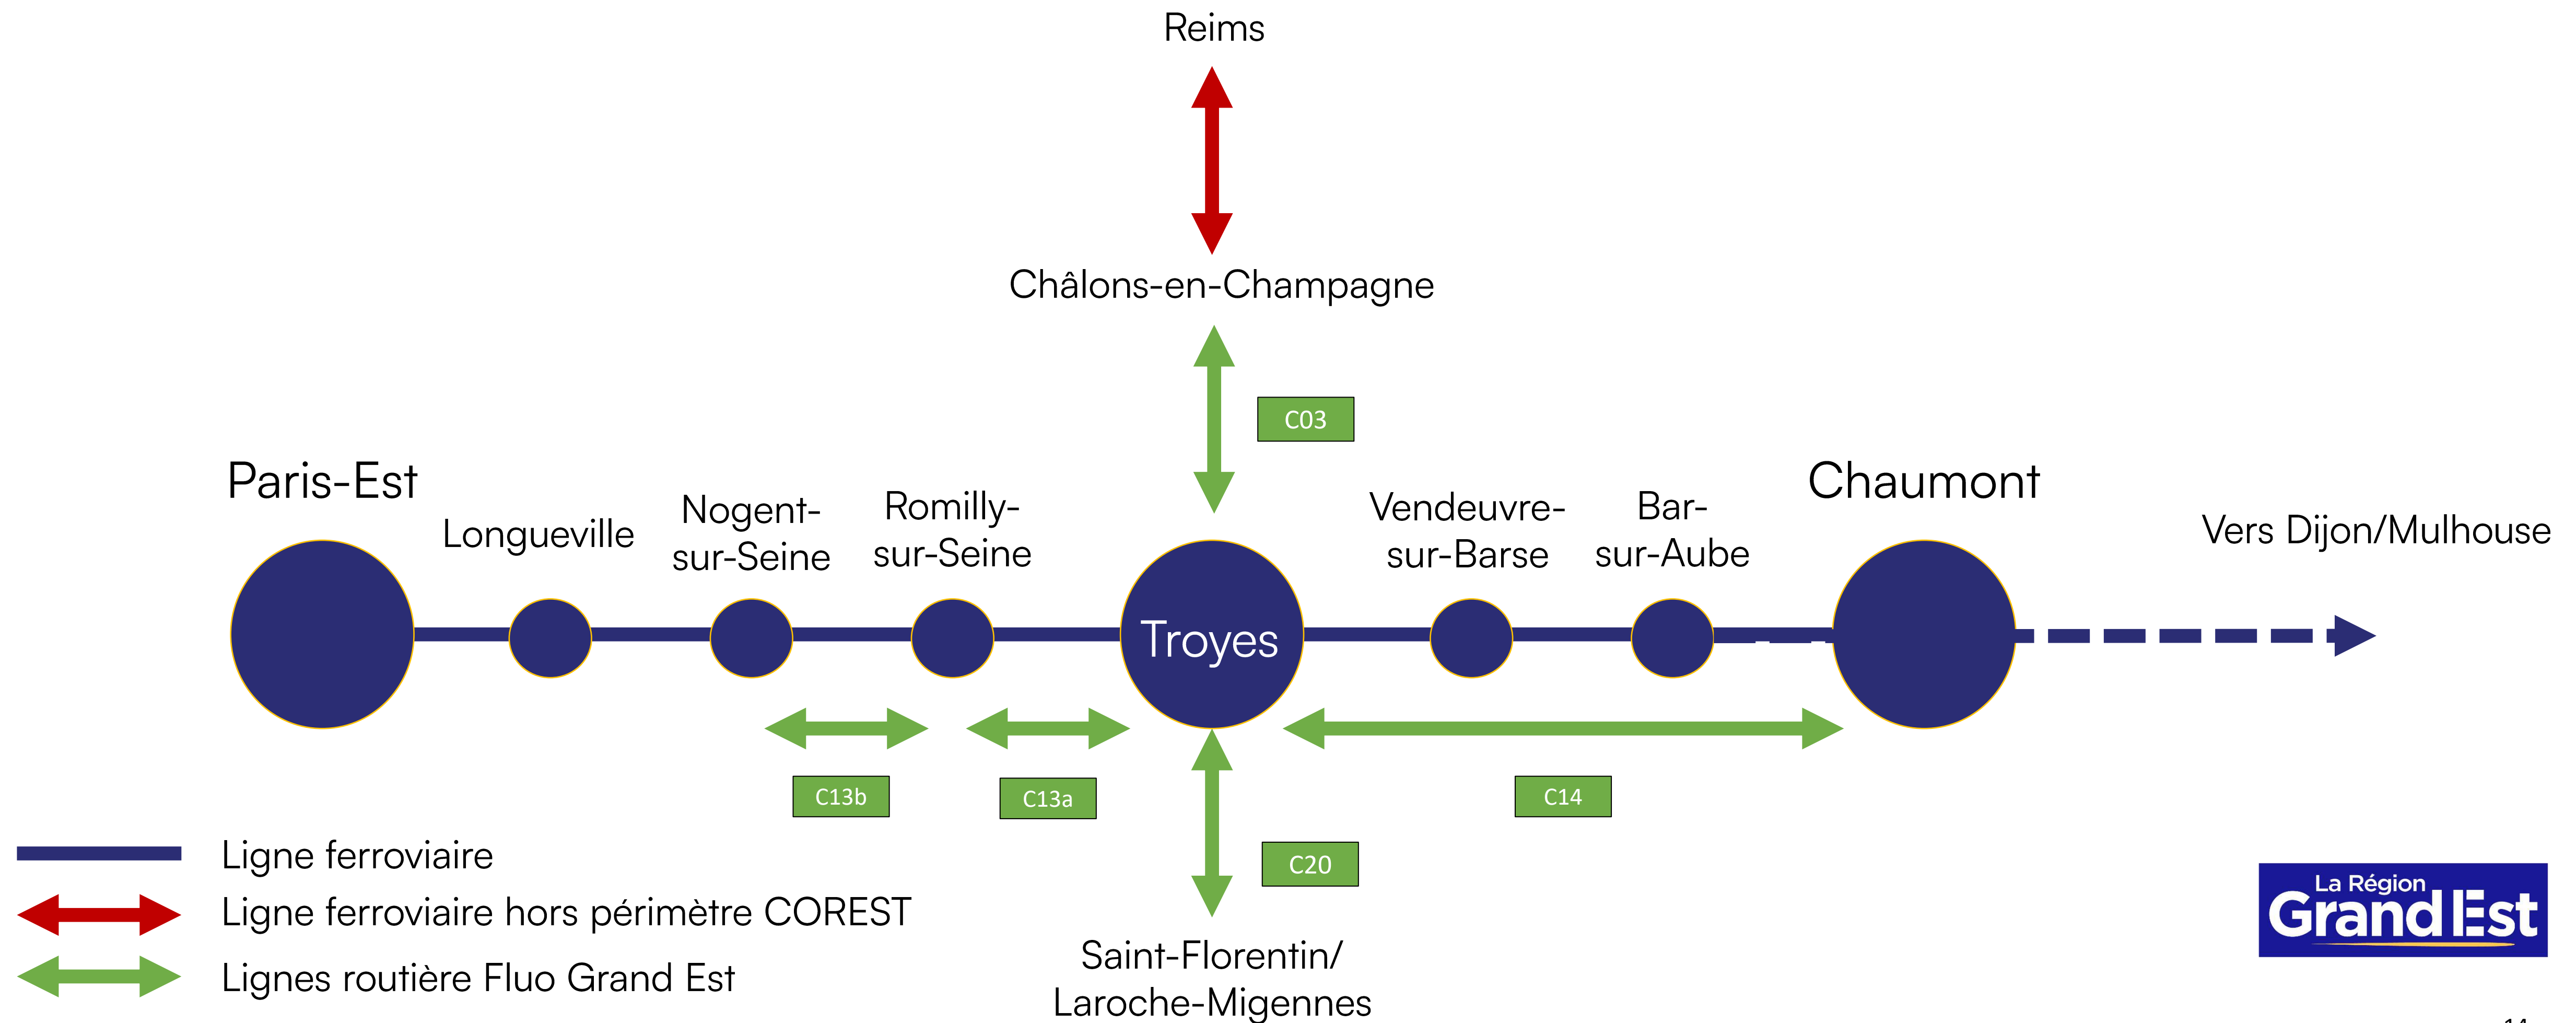 Reims
Châlons-en-Champagne
C03
Paris-Est
Longueville
Nogent-
sur-Seine
Romilly-
sur-Seine
Troyes
Vendeuvre-
sur-Barse
Bar-
sur-Aube
Chaumont
Vers Dijon/Mulhouse
C13b
C13a
C14
C20
Saint-Florentin/
Laroche-Migennes
Ligne ferroviaire
Ligne ferroviaire hors périmètre COREST
Lignes routière Fluo Grand Est
La Région
Grand Est